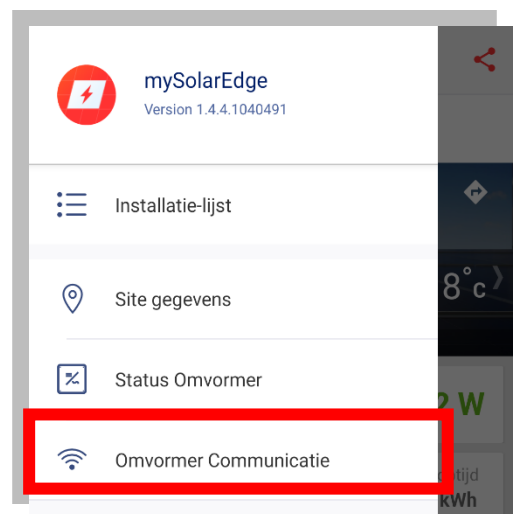 mySolarEdge
Version 1.4.4.1040491
Installatie-lijst
8°c
Site gegevens
Status Omvormer
2 W
Omvormer Communicatie
tijd
kWh